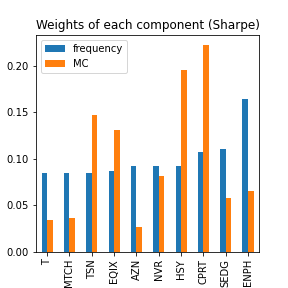 Weights of each component (Sharpe)
frequency
MC
0.20
0.15
0.10
0.05
0.00
T
MTCH
TSN
EQIX
AZN
NVR
HSY
CPRT
SEDG
ENPH